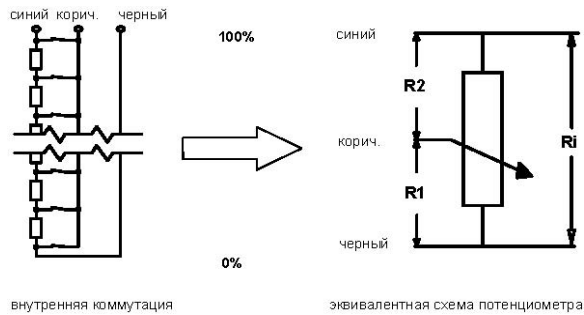 синий корич. черный
100%
0%
внутренняя коммутация
синий
R2
корич.
Ri
R1
черный
эквивалентная схема потенциометра